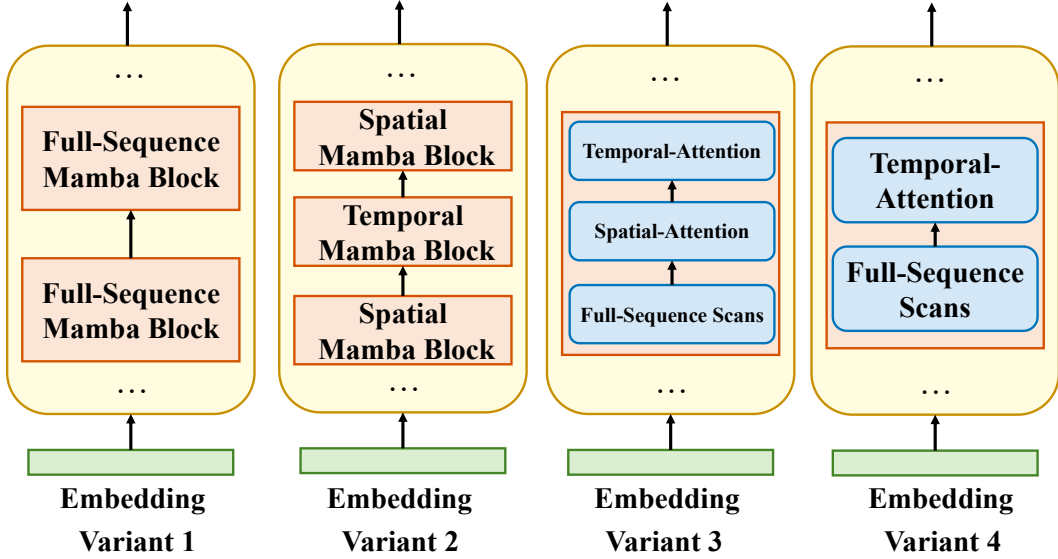 ...
Full-Sequence
Mamba Block
Full-Sequence
Mamba Block
...
Embedding
Variant 1
...
Spatial
Mamba Block
Temporal
Mamba Block
Spatial
Mamba Block
...
Embedding
Variant 2
...
Temporal-Attention
Spatial-Attention
Full-Sequence Scans
...
Embedding
Variant 3
...
Temporal-
Attention
Full-Sequence
Scans
...
Embedding
Variant 4